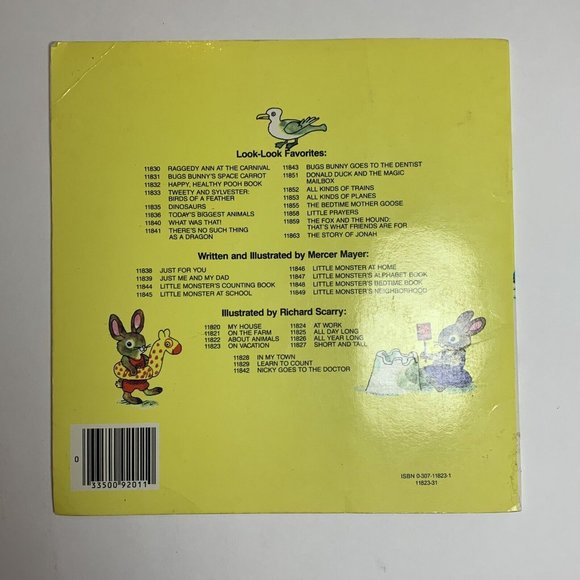 Look-Look Favorites:
11830 RAGGEDY ANN AT THE CARNIVAL
11831 BUGS BUNNY'S SPACE CARROT
11832 HAPPY, HEALTHY POOH BOOK
11833 TWEETY AND SYLVESTER:
BIRDS OF A FEATHER
11835 DINOSAURS
11836 TODAY'S BIGGEST ANIMALS
11840 WHAT WAS THAT!
11841 THERE'S NO SUCH THING
AS A DRAGON
11843 BUGS BUNNY GOES TO THE DENTIST
11851 DONALD DUCK AND THE MAGIC
MAILBOX
11852 ALL KINDS OF TRAINS
11853 ALL KINDS OF PLANES
11855 THE BEDTIME MOTHER GOOSE
11858 LITTLE PRAYERS
11859 THE FOX AND THE HOUND:
THAT'S WHAT FRIENDS ARE FOR
11863 THE STORY OF JONAH
Written and Illustrated by Mercer Mayer:
11838 JUST FOR YOU
11839 JUST ME AND MY DAD
11844 LITTLE MONSTER'S COUNTING BOOK
11845 LITTLE MONSTER AT SCHOOL
11846 LITTLE MONSTER AT HOME
11847 LITTLE MONSTER'S ALPHABET BOOK
11848 LITTLE MONSTER'S BEDTIME BOOK
11849 LITTLE MONSTER'S NEIGHBORHOOD
Illustrated by Richard Scarry:
11820 MY HOUSE
11821 ON THE FARM
11822 ABOUT ANIMALS
11823 ON VACATION
11824 AT WORK
11825 ALL DAY LONG
11826 ALL YEAR LONG
11827 SHORT AND TALL
11828 IN MY TOWN
11829 LEARN TO COUNT
11842 NICKY GOES TO THE DOCTOR
0
33500 92011
ISBN 0-307-11823-1
11823-31